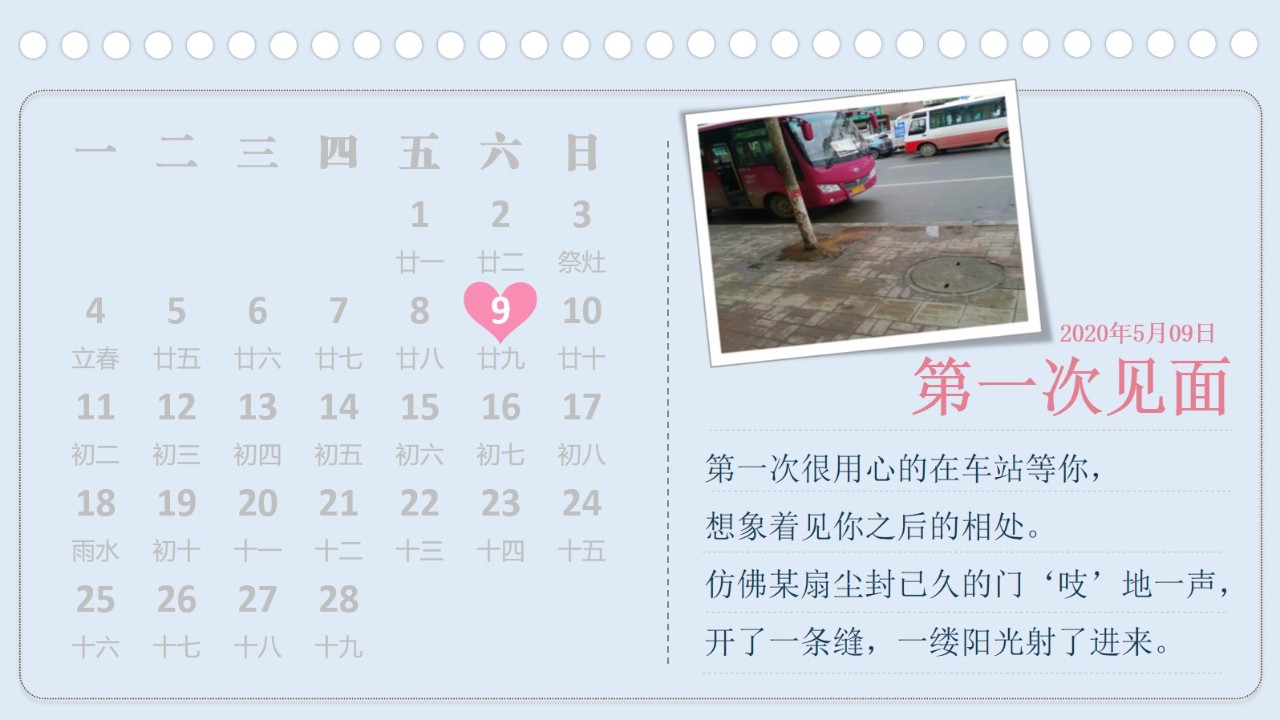 一 二 三 四 五 六 日
1 2 3
廿一 廿二 祭灶
4 5 6 7 8 9 10
立春 廿五 廿六 廿七 廿八 廿九 廿十
11 12 13 14 15 16 17
初二 初三 初四 初五 初六 初七 初八
18 19 20 21 22 23 24
雨水 初十 十一 十二 十三 十四 十五
25 26 27 28
十六 十七 十八 十九
2020年5月09日
第一次见面
第一次很用心的在车站等你，
想象着见你之后的相处。
仿佛某扇尘封已久的门‘吱’地一声，
开了一条缝，一缕阳光射了进来。